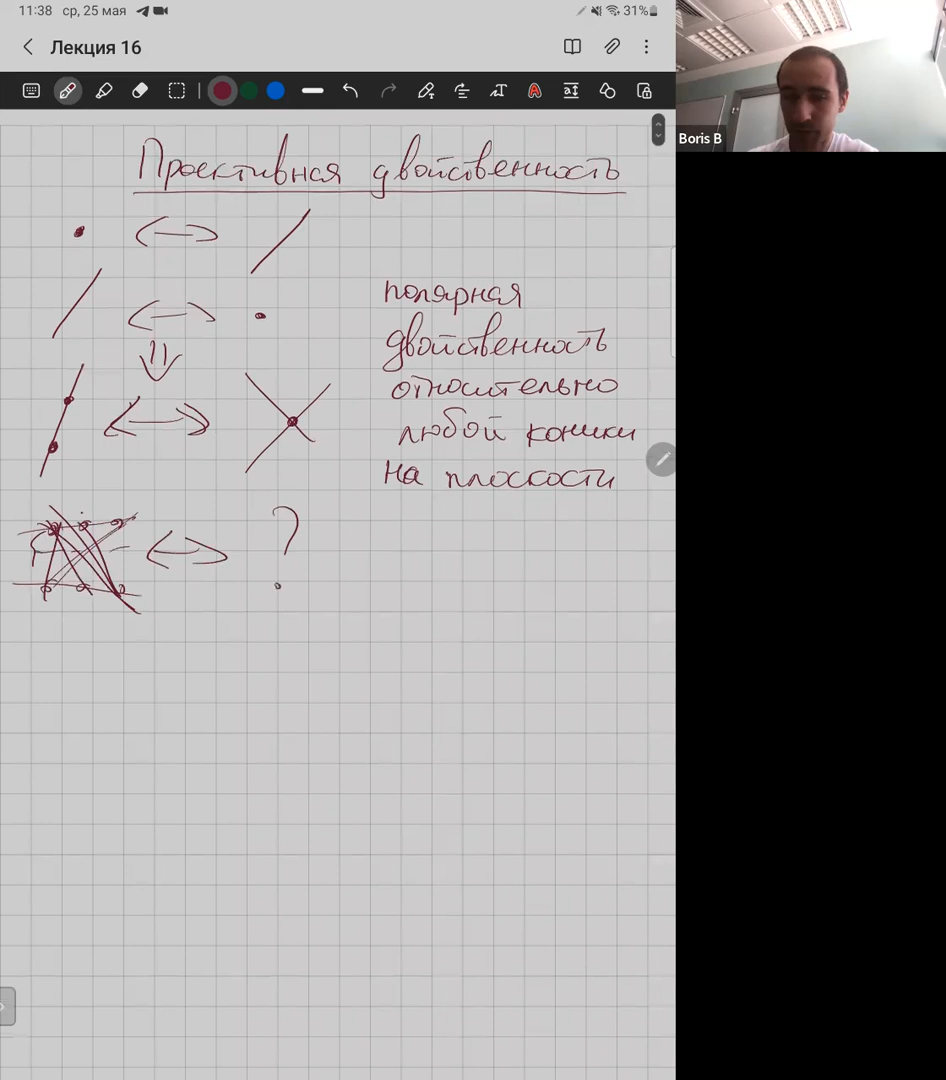 11:38 ср, 25 мая
31%
Лекция 16
Boris B
Проективная двойственность
полярная
двойственность
относительно
любой коники
на плоскости
?